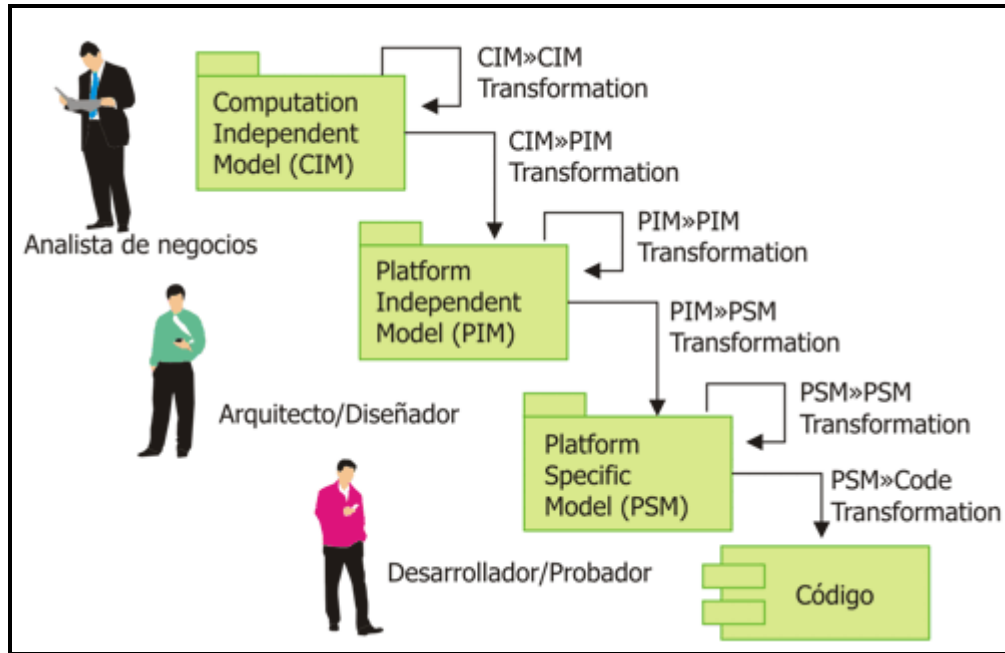 Computation
Independent
Model (CIM)
CIM»CIM
Transformation
CIM»PIM
Transformation
Analista de negocios
Platform
Independent
Model (PIM)
PIM»PIM
Transformation
PIM»PSM
Transformation
Arquitecto/Diseñador
Platform
Specific
Model (PSM)
PSM»PSM
Transformation
PSM»Code
Transformation
Desarrollador/Probador
Código